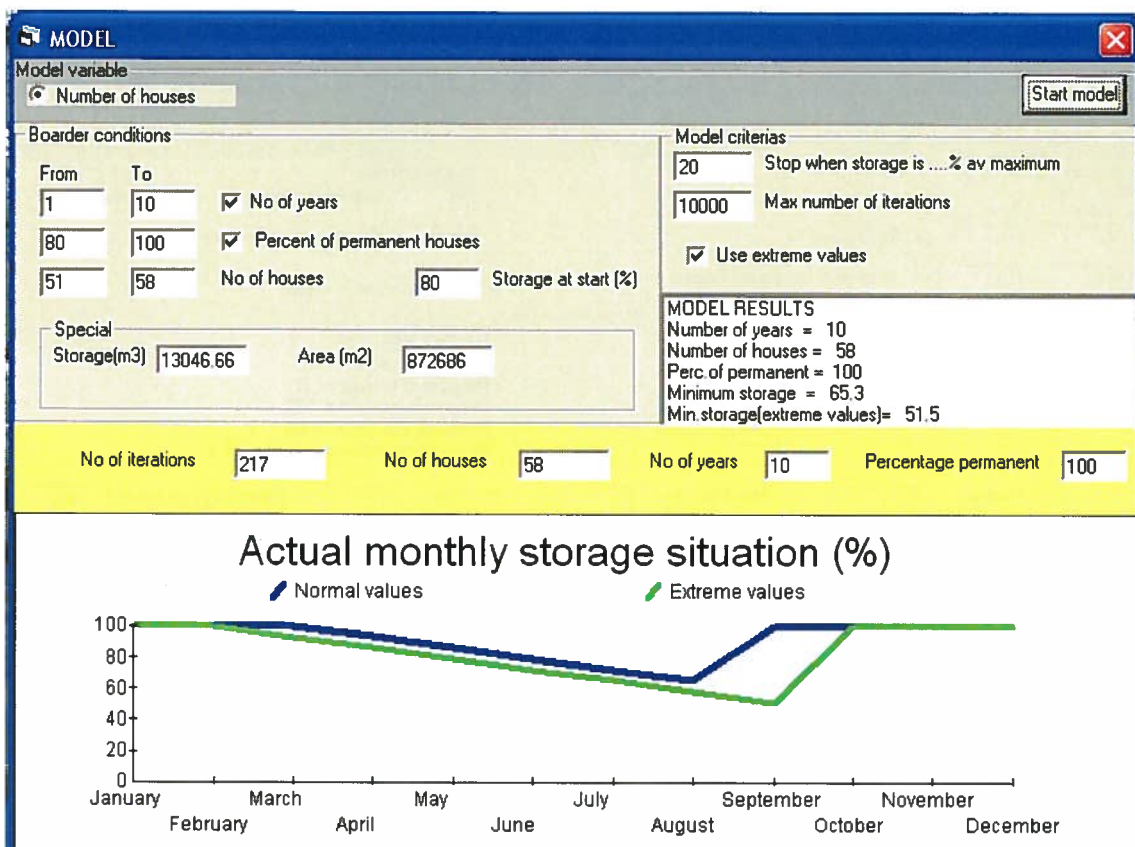 MODEL
Model variable
Number of houses
Start model
Boarder conditions
From To
1 10 No of years
80 100 Percent of permanent houses
51 58 No of houses 80 Storage at start (%)
Special
Storage(m3) 13046.66 Area (m2) 872686
Model criterias
20 Stop when storage is ....% av maximum
10000 Max number of iterations
Use extreme values
MODEL RESULTS
Number of years = 10
Number of houses = 58
Perc.of permanent = 100
Minimum storage = 65.3
Min.storage(extreme values)= 51.5
No of iterations 217 No of houses 58 No of years 10 Percentage permanent 100
Actual monthly storage situation (%)
Normal values Extreme values
100
80
60
40
20
0
January March May July September November
February April June August October December